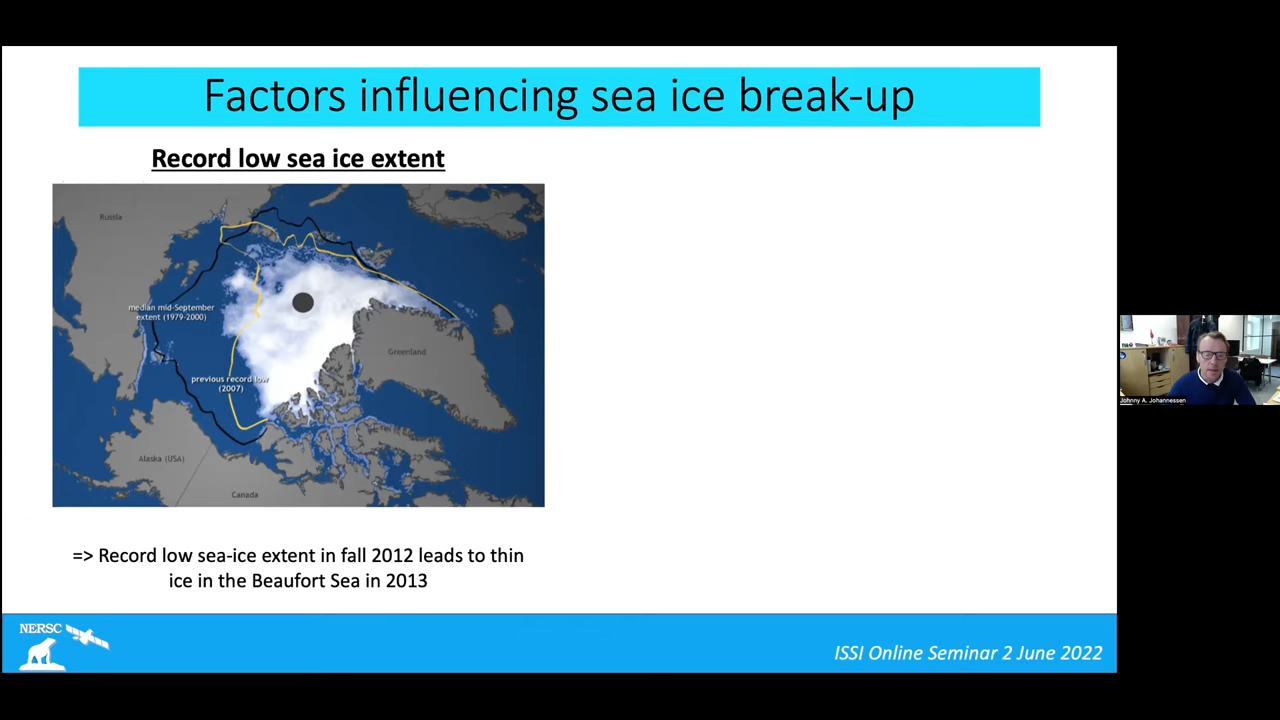 Factors influencing sea ice break-up
Record low sea ice extent
Russia
median mid-September
extent (1979-2000)
Greenland
previous record low
(2007)
Alaska (USA)
Canada
=> Record low sea-ice extent in fall 2012 leads to thin
ice in the Beaufort Sea in 2013
NERSC
ISSI Online Seminar 2 June 2022
Johnny A. Johannessen